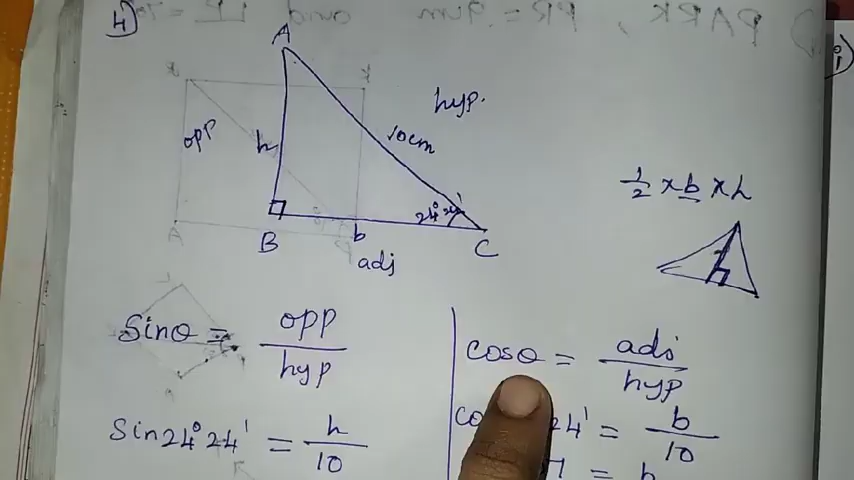 4)
A
hyp.
opp
h
10cm
24°24'
B
b
C
adj
1/2 × b × h
Sinθ = opp/hyp
Sin24°24' = h/10
cosθ = adj/hyp
24' = b/10
= b